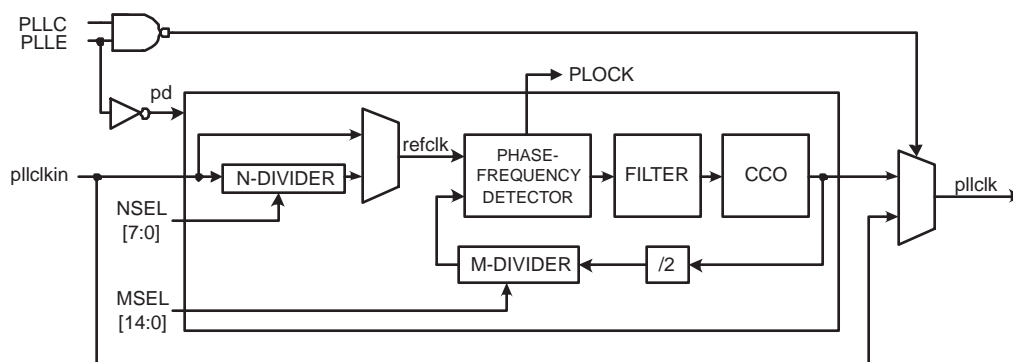 PLLC
PLLE
pd
PLOCK
pllclkin
N-DIVIDER
refclk
PHASE-
FREQUENCY
DETECTOR
FILTER
CCO
pllclk
NSEL
[7:0]
M-DIVIDER
/2
MSEL
[14:0]